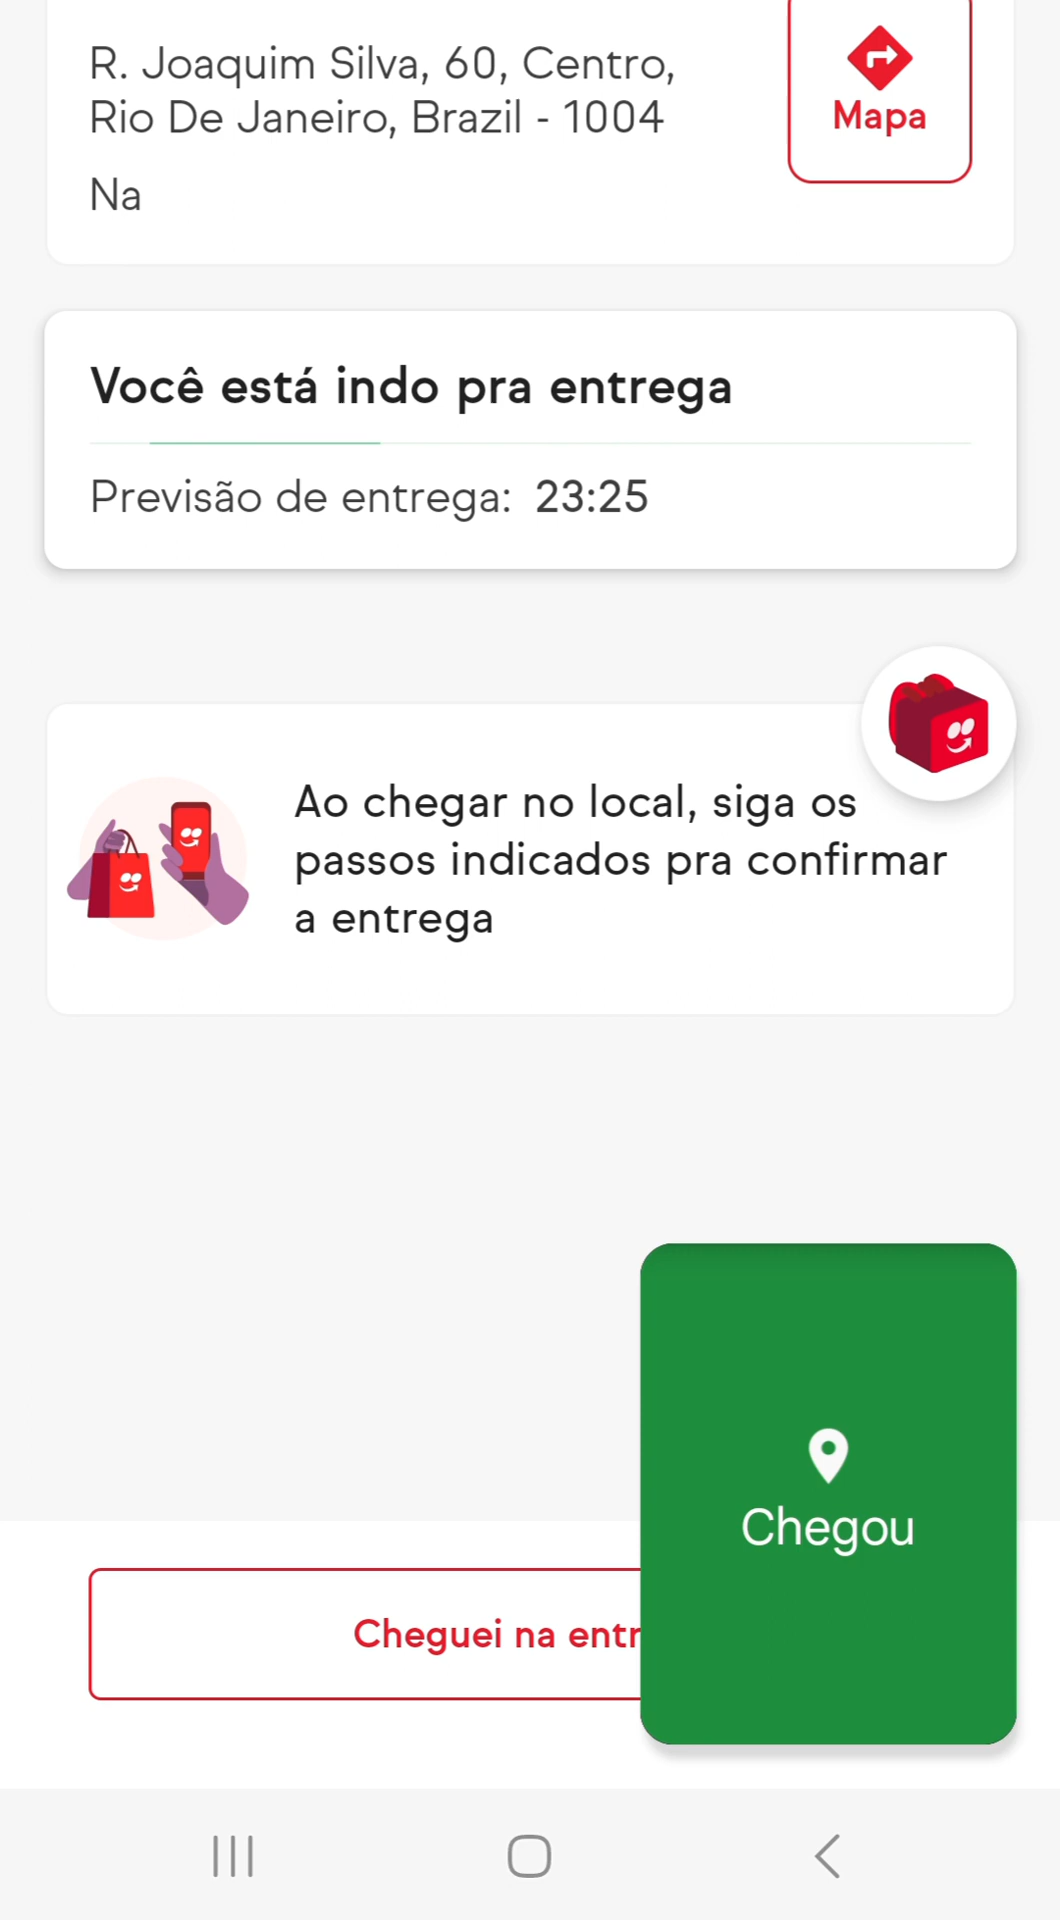 R. Joaquim Silva, 60, Centro,
Rio De Janeiro, Brazil - 1004
Na
Mapa
Você está indo pra entrega
Previsão de entrega: 23:25
Ao chegar no local, siga os
passos indicados pra confirmar
a entrega
Chegou
Cheguei na entr